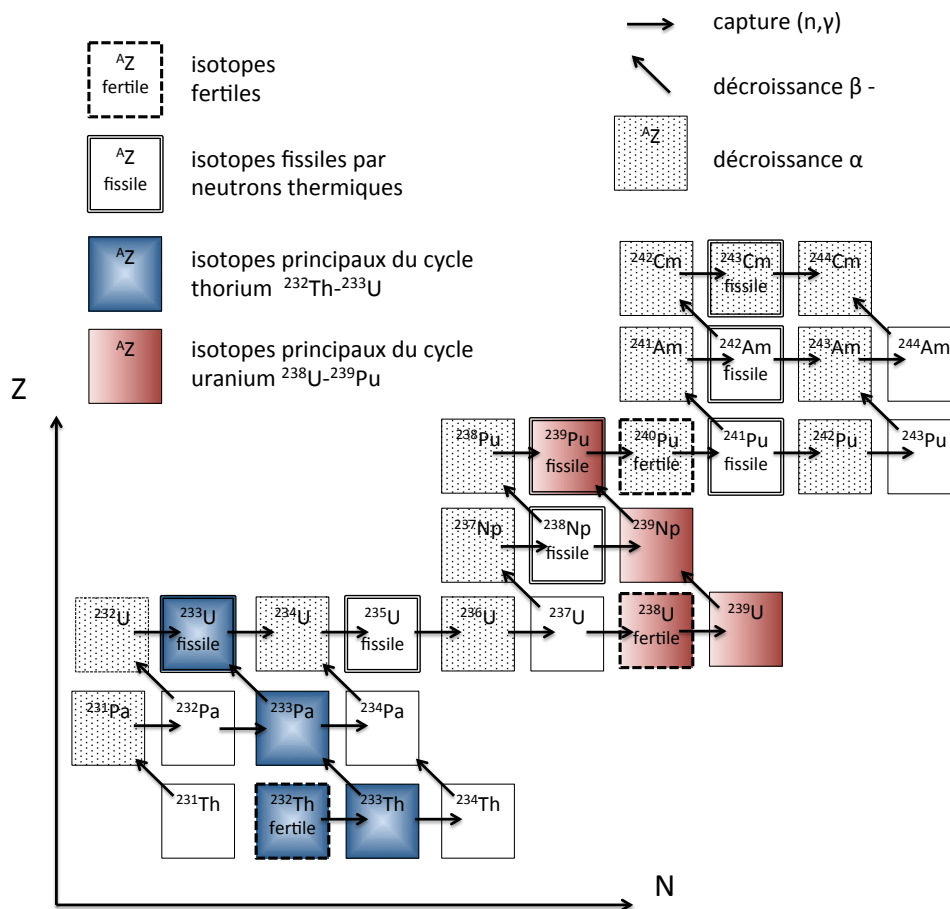 ᴬZ
fertile
isotopes
fertiles
ᴬZ
fissile
isotopes fissiles par
neutrons thermiques
ᴬZ
isotopes principaux du cycle
thorium ²³²Th-²³³U
ᴬZ
isotopes principaux du cycle
uranium ²³⁸U-²³⁹Pu
capture (n,γ)
décroissance β -
ᴬZ
décroissance α
Z
²⁴²Cm
²⁴³Cm
fissile
²⁴⁴Cm
²⁴¹Am
²⁴²Am
fissile
²⁴³Am
²⁴⁴Am
²³⁸Pu
²³⁹Pu
fissile
²⁴⁰Pu
fertile
²⁴¹Pu
fissile
²⁴²Pu
²⁴³Pu
²³⁷Np
²³⁸Np
fissile
²³⁹Np
²³²U
²³³U
fissile
²³⁴U
²³⁵U
fissile
²³⁶U
²³⁷U
²³⁸U
fertile
²³⁹U
²³¹Pa
²³²Pa
²³³Pa
²³⁴Pa
²³¹Th
²³²Th
fertile
²³³Th
²³⁴Th
N